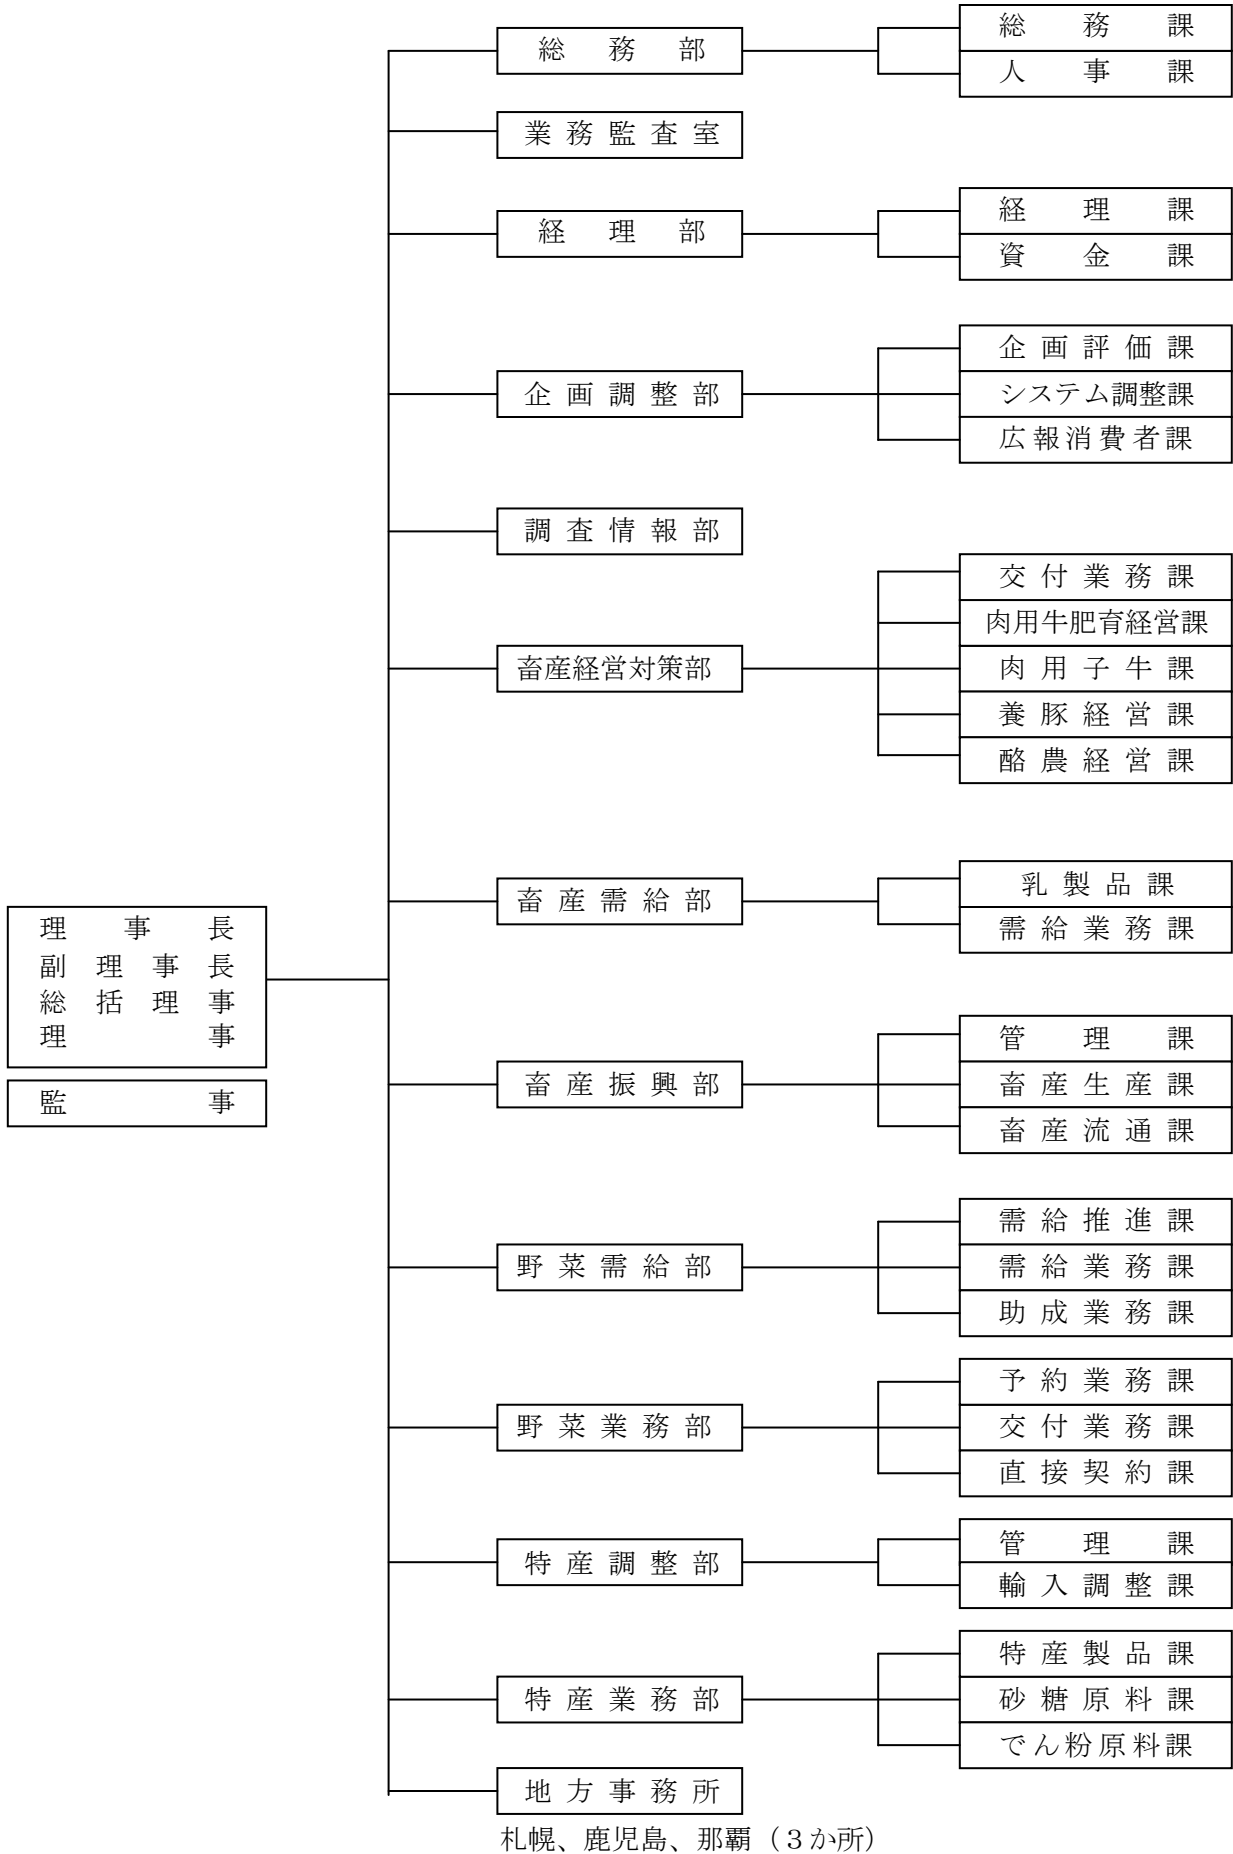 理事長
副理事長
総括理事
理事
監事
総務部
総務課
人事課
業務監査室
経理部
経理課
資金課
企画調整部
企画評価課
システム調整課
広報消費者課
調査情報部
畜産経営対策部
交付業務課
肉用牛肥育経営課
肉用子牛課
養豚経営課
酪農経営課
畜産需給部
乳製品課
需給業務課
畜産振興部
管理課
畜産生産課
畜産流通課
野菜需給部
需給推進課
需給業務課
助成業務課
野菜業務部
予約業務課
交付業務課
直接契約課
特産調整部
管理課
輸入調整課
特産業務部
特産製品課
砂糖原料課
でん粉原料課
地方事務所
札幌、鹿児島、那覇（３か所）